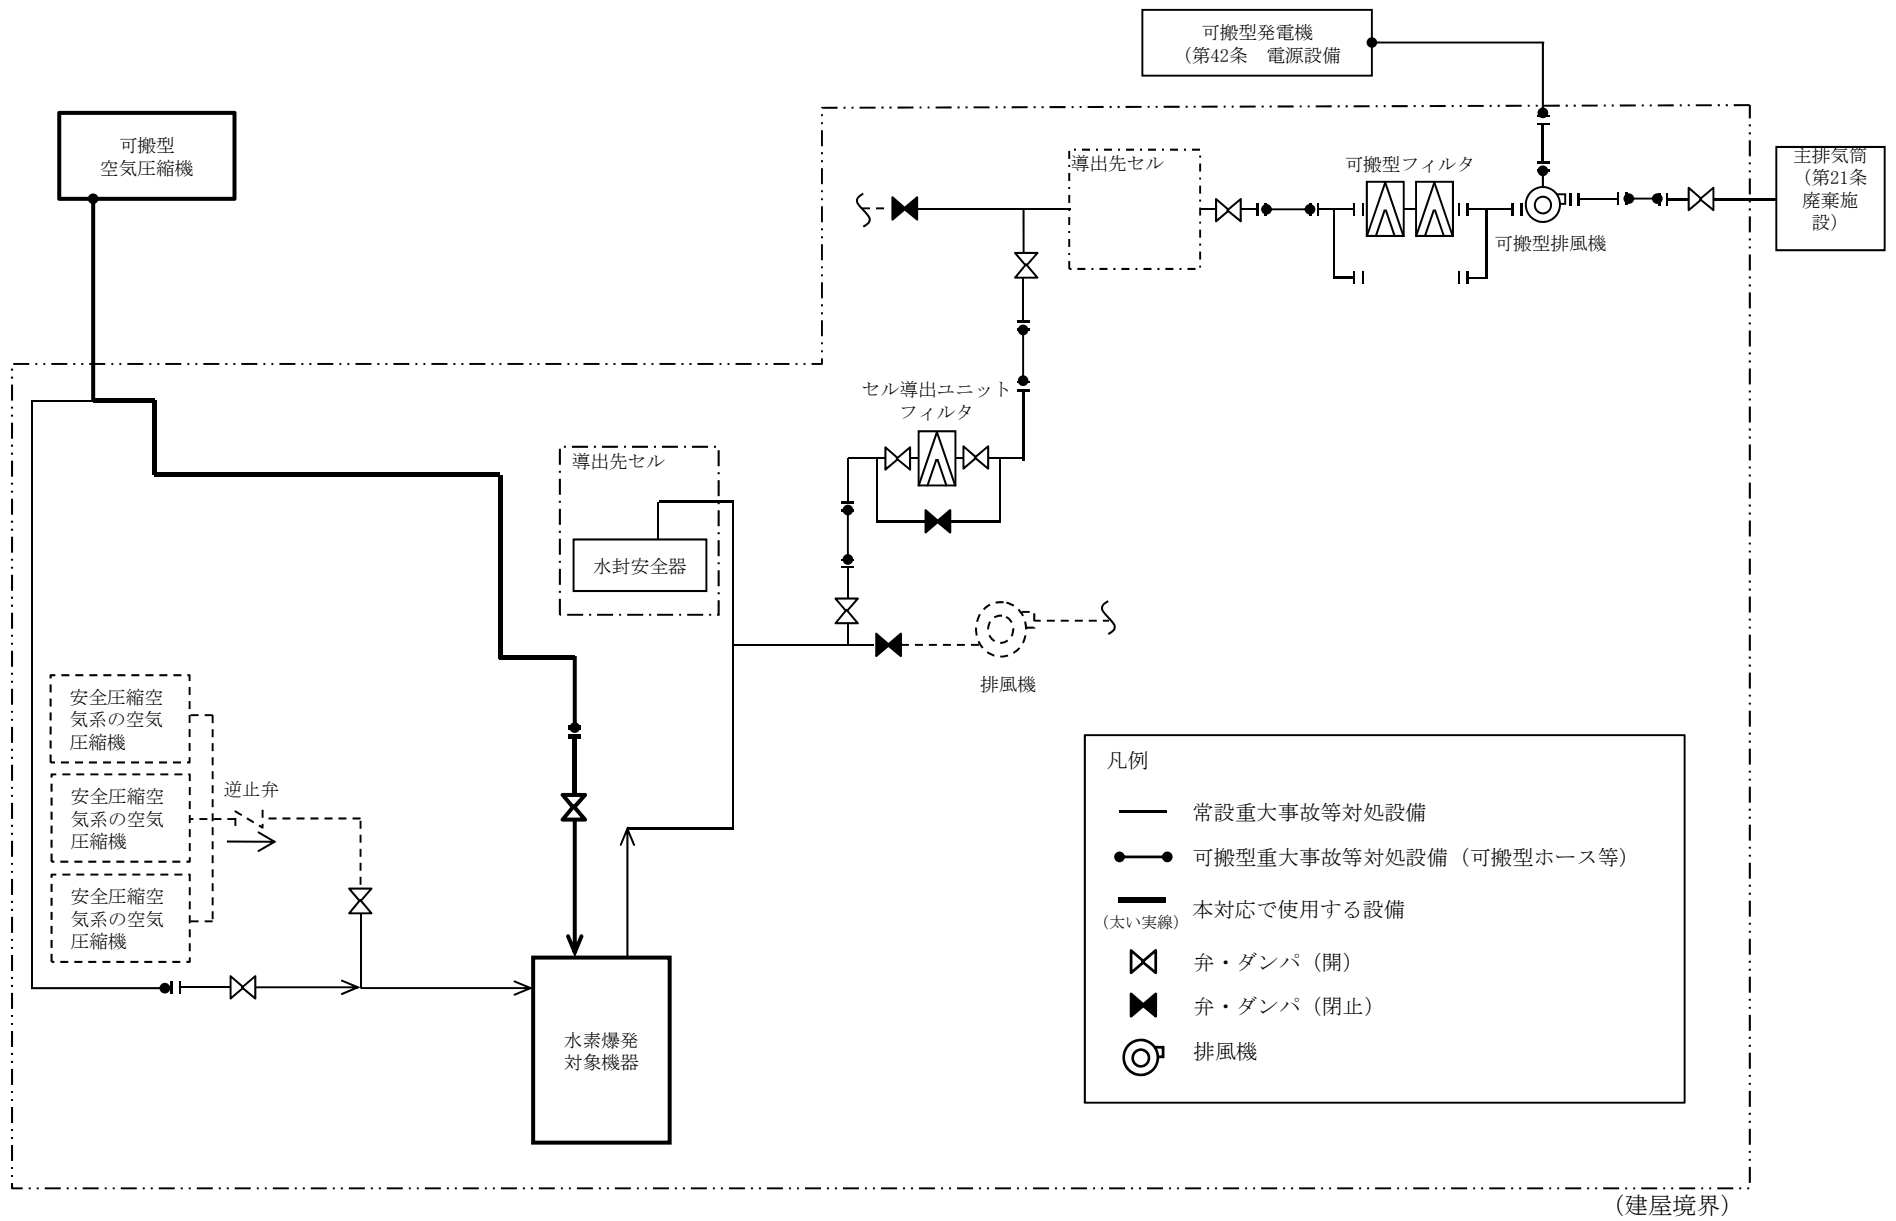 可搬型発電機
（第42条　電源設備
可搬型
空気圧縮機
主排気筒
（第21条
廃棄施
設）
導出先セル
可搬型フィルタ
可搬型排風機
セル導出ユニット
フィルタ
導出先セル
水封安全器
排風機
安全圧縮空
気系の空気
圧縮機
安全圧縮空
気系の空気
圧縮機
逆止弁
安全圧縮空
気系の空気
圧縮機
水素爆発
対象機器
凡例
常設重大事故等対処設備
可搬型重大事故等対処設備（可搬型ホース等）
本対応で使用する設備
（太い実線）
弁・ダンパ（開）
弁・ダンパ（閉止）
排風機
（建屋境界）